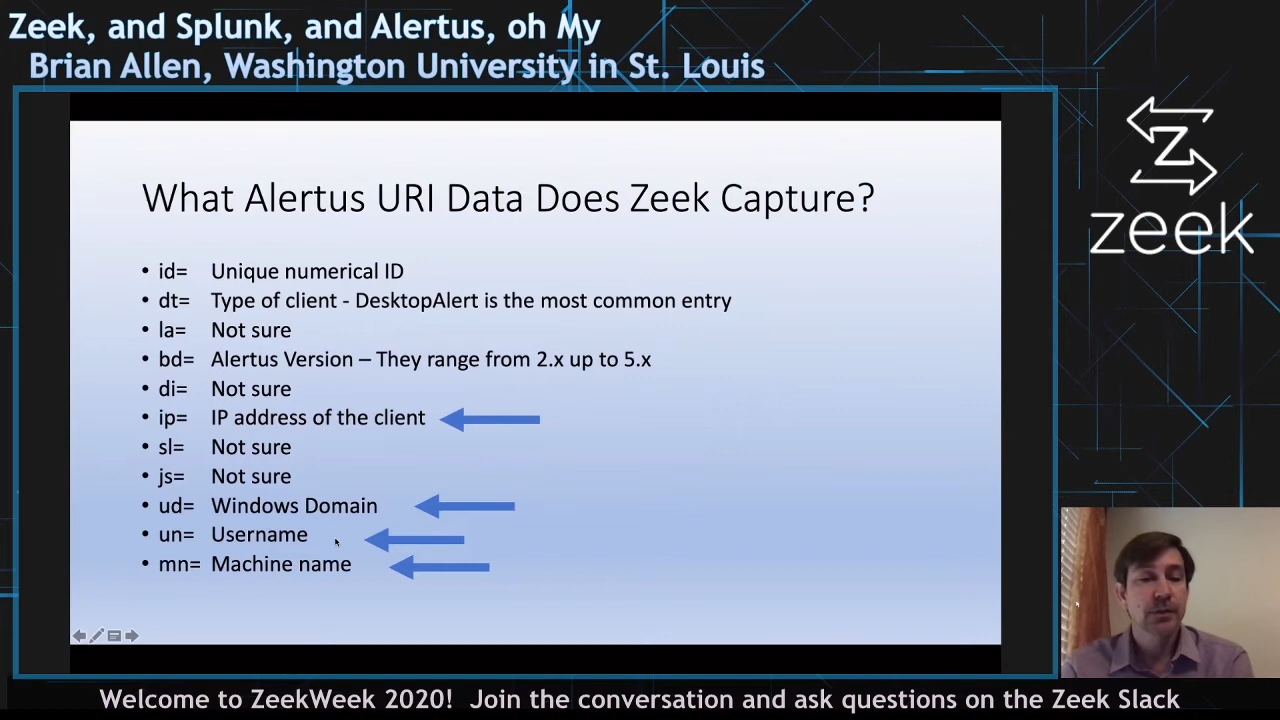 Zeek, and Splunk, and Alertus, oh My
Brian Allen, Washington University in St. Louis
zeek
What Alertus URI Data Does Zeek Capture?
• id= Unique numerical ID
• dt= Type of client - DesktopAlert is the most common entry
• la= Not sure
• bd= Alertus Version – They range from 2.x up to 5.x
• di= Not sure
• ip= IP address of the client
• sl= Not sure
• js= Not sure
• ud= Windows Domain
• un= Username
• mn= Machine name
Welcome to ZeekWeek 2020! Join the conversation and ask questions on the Zeek Slack